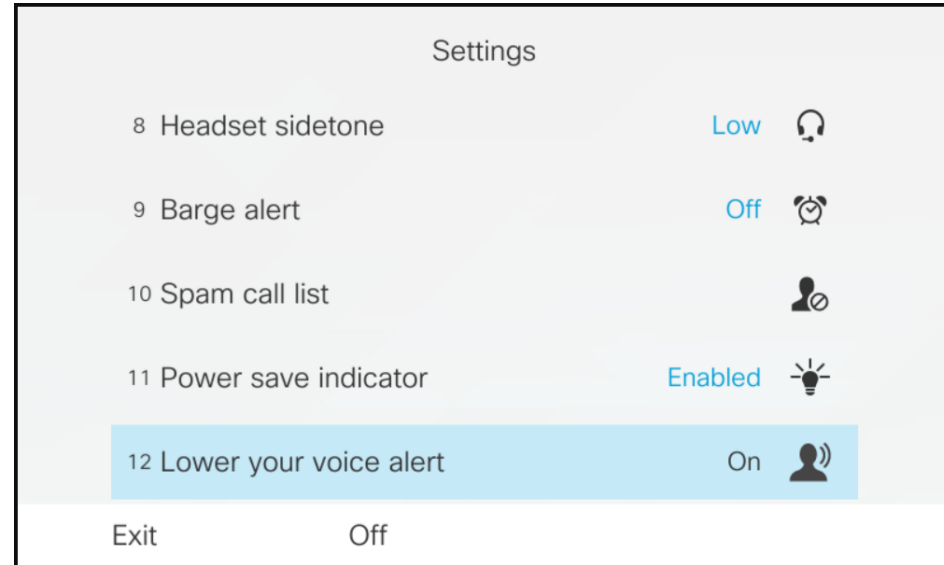 Settings
8 Headset sidetone Low
9 Barge alert Off
10 Spam call list
11 Power save indicator Enabled
12 Lower your voice alert On
Exit Off